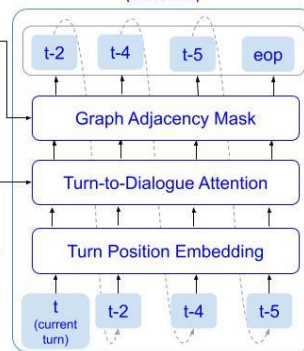 t-2 t-4 t-5 eop
Graph Adjacency Mask
Turn-to-Dialogue Attention
Turn Position Embedding
t t-2 t-4 t-5
(current
turn)